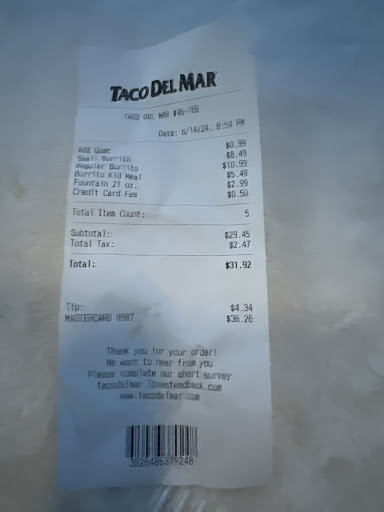 TACO DEL MAR
TACO DEL MAR #46-165
Date: 6/14/24, 8:54 PM
Add Guac $0.99
Small Burrito $8.49
Regular Burrito $10.99
Burrito Kid Meal $5.49
Fountain 21 oz. $2.99
Credit Card Fee $0.50
Total Item Count: 5
Subtotal: $29.45
Total Tax: $2.47
Total: $31.92
Tip: $4.34
MASTERCARD $36.26
Thank you for your order!
We want to hear from you
Please complete our short survey
tacodelmar.lovesfeedback.com
www.tacodelmar.com